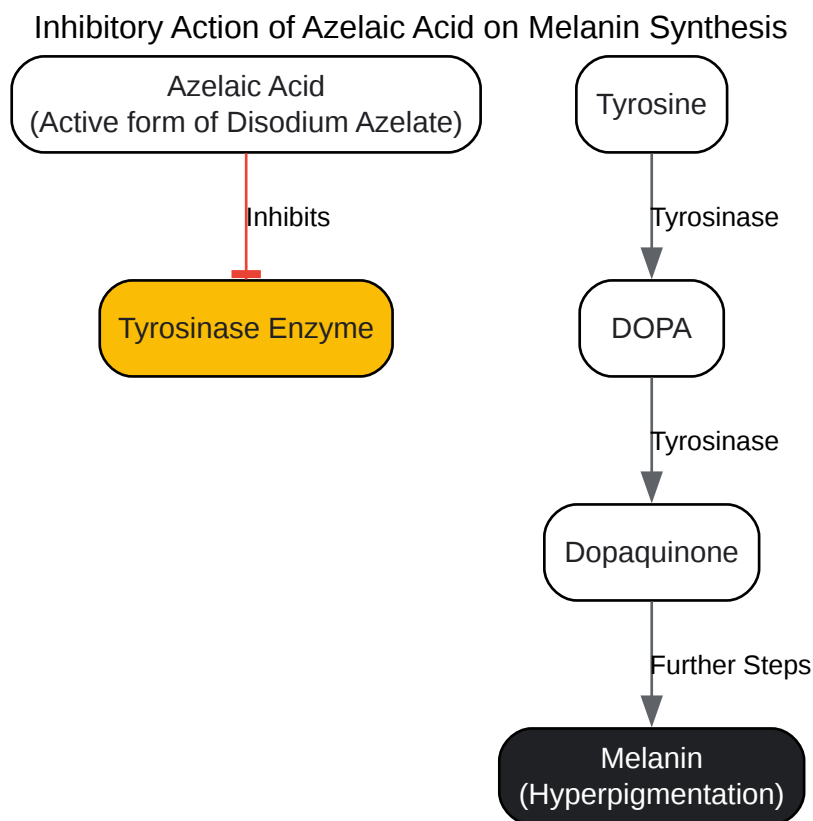 Inhibitory Action of Azelaic Acid on Melanin Synthesis
Azelaic Acid
(Active form of Disodium Azelate)
Inhibits
Tyrosinase Enzyme
Tyrosine
Tyrosinase
DOPA
Tyrosinase
Dopaquinone
Further Steps
Melanin
(Hyperpigmentation)